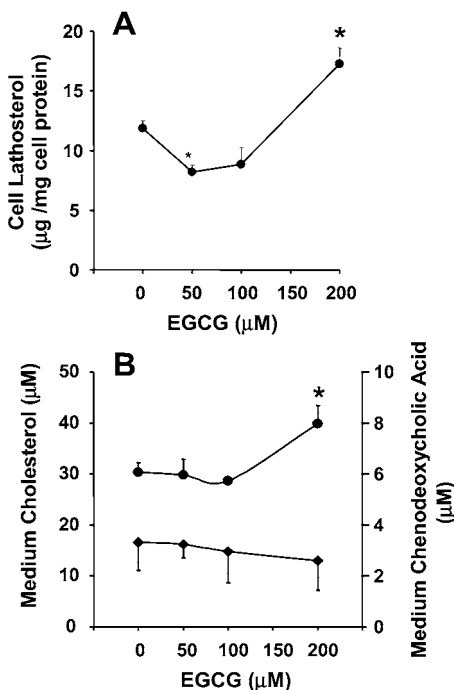 A
Cell Lathosterol
(μg /mg cell protein)
20
15
10
5
0
*
*
0 50 100 150 200
EGCG (μM)
B
Medium Cholesterol (μM)
50
40
30
20
10
0
*
10
8
6
4
2
0
Medium Chenodeoxycholic Acid
(μM)
0 50 100 150 200
EGCG (μM)